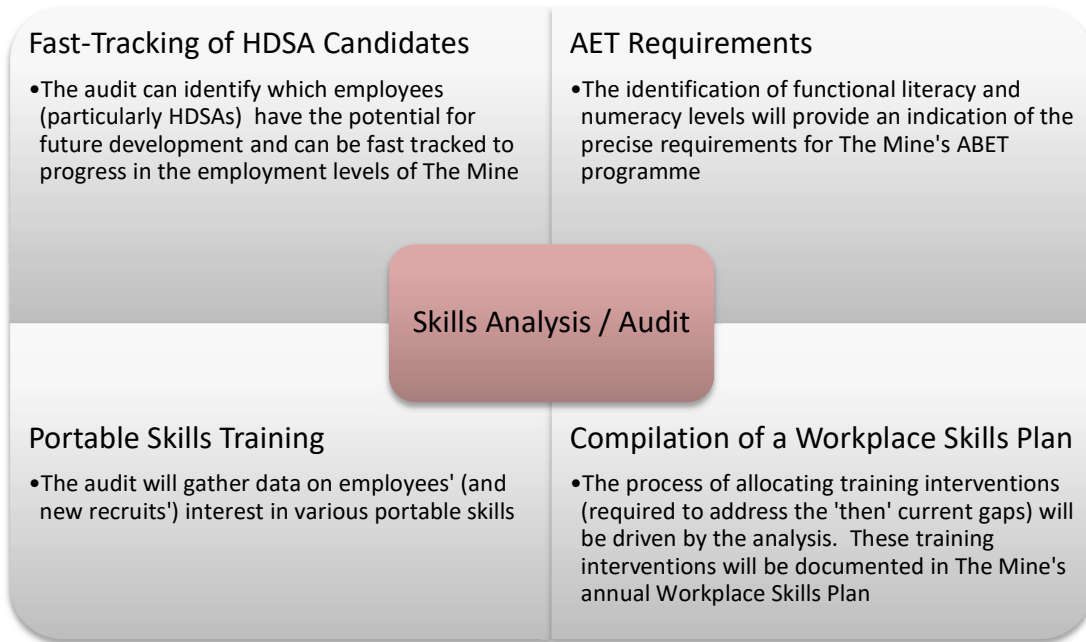 Fast-Tracking of HDSA Candidates
•The audit can identify which employees
(particularly HDSAs)  have the potential for
future development and can be fast tracked to
progress in the employment levels of The Mine
AET Requirements
•The identification of functional literacy and
numeracy levels will provide an indication of the
precise requirements for The Mine's ABET
programme
Skills Analysis / Audit
Portable Skills Training
•The audit will gather data on employees' (and
new recruits') interest in various portable skills
Compilation of a Workplace Skills Plan
•The process of allocating training interventions
(required to address the 'then' current gaps) will
be driven by the analysis.  These training
interventions will be documented in The Mine's
annual Workplace Skills Plan